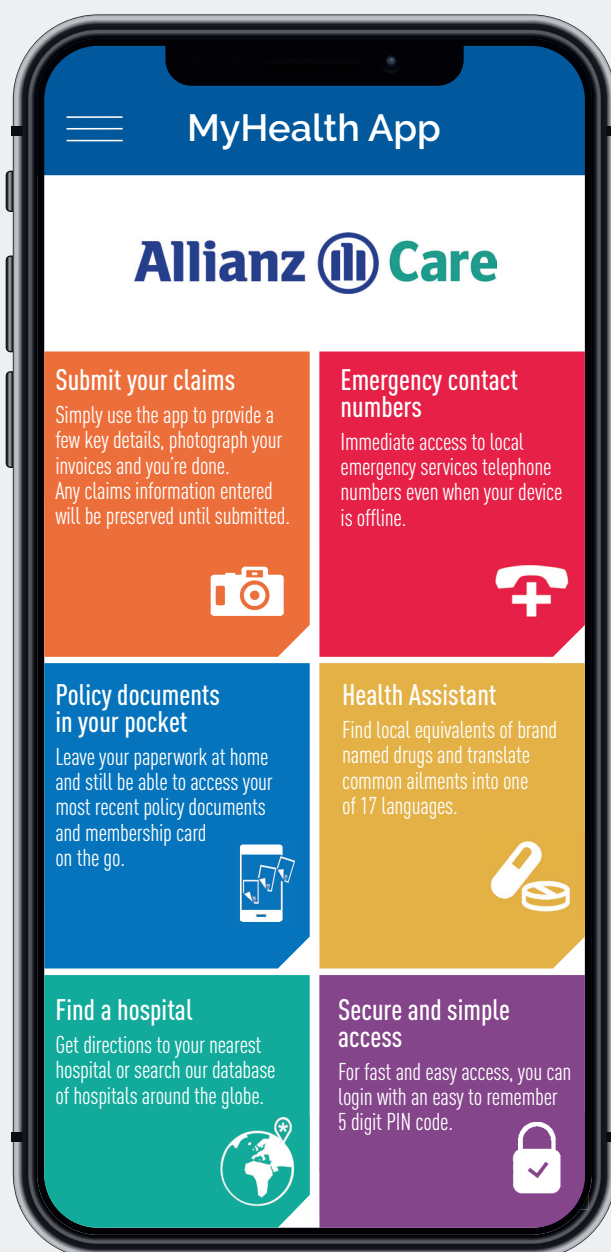 MyHealth App
Allianz Care
Submit your claims
Simply use the app to provide a
few key details, photograph your
invoices and you're done.
Any claims information entered
will be preserved until submitted.
Emergency contact
numbers
Immediate access to local
emergency services telephone
numbers even when your device
is offline.
Policy documents
in your pocket
Leave your paperwork at home
and still be able to access your
most recent policy documents
and membership card
on the go.
Health Assistant
Find local equivalents of brand
named drugs and translate
common ailments into one
of 17 languages.
Find a hospital
Get directions to your nearest
hospital or search our database
of hospitals around the globe.
Secure and simple
access
For fast and easy access, you can
login with an easy to remember
5 digit PIN code.